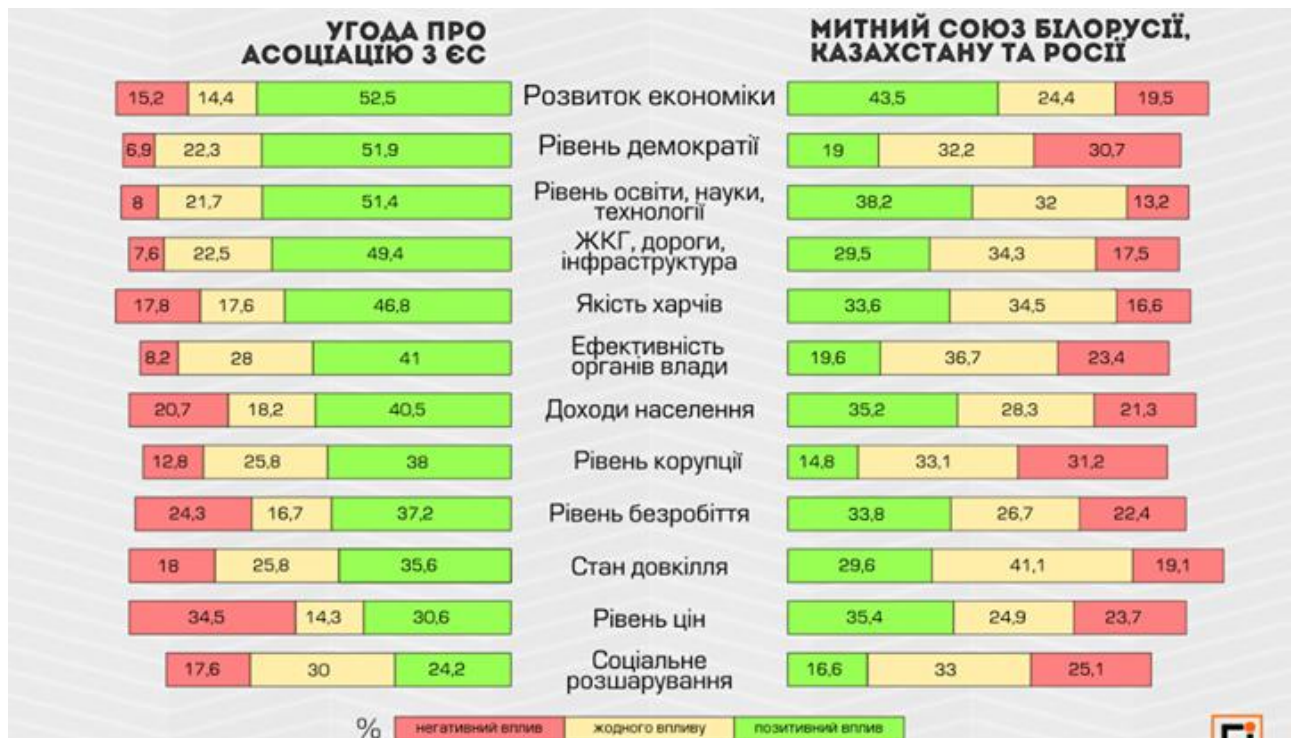 УГОДА ПРО
АСОЦІАЦІЮ З ЄС
МИТНИЙ СОЮЗ БІЛОРУСІЇ,
КАЗАХСТАНУ ТА РОСІЇ
15,2 14,4 52,5 Розвиток економіки 43,5 24,4 19,5
6,9 22,3 51,9 Рівень демократії 19 32,2 30,7
8 21,7 51,4 Рівень освіти, науки,
технології 38,2 32 13,2
7,6 22,5 49,4 ЖКГ, дороги,
інфраструктура 29,5 34,3 17,5
17,8 17,6 46,8 Якість харчів 33,6 34,5 16,6
8,2 28 41 Ефективність
органів влади 19,6 36,7 23,4
20,7 18,2 40,5 Доходи населення 35,2 28,3 21,3
12,8 25,8 38 Рівень корупції 14,8 33,1 31,2
24,3 16,7 37,2 Рівень безробіття 33,8 26,7 22,4
18 25,8 35,6 Стан довкілля 29,6 41,1 19,1
34,5 14,3 30,6 Рівень цін 35,4 24,9 23,7
17,6 30 24,2 Соціальне
розшарування 16,6 33 25,1
% негативний вплив жодного впливу позитивний вплив